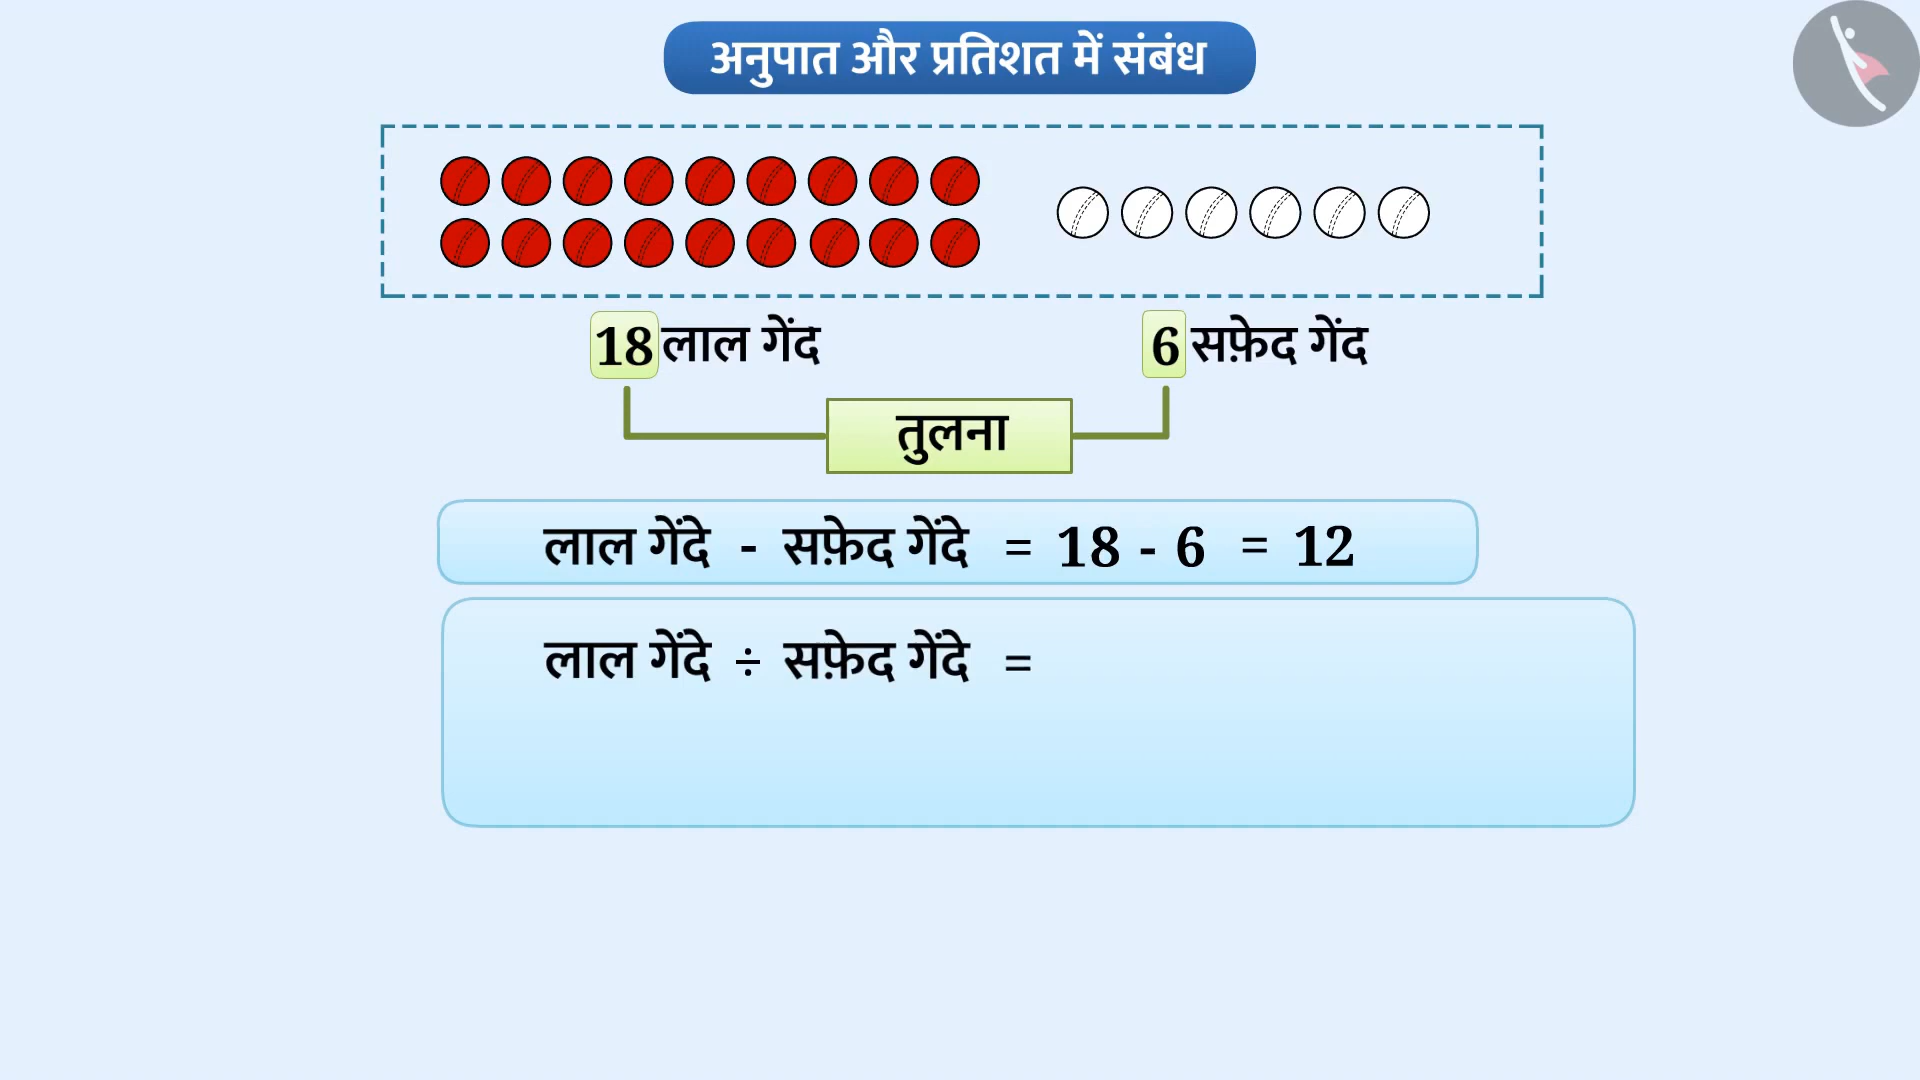 अनुपात और प्रतिशत में संबंध
18 लाल गेंद
6 सफ़ेद गेंद
तुलना
लाल गेंदे - सफ़ेद गेंदे = 18 - 6 = 12
लाल गेंदे ÷ सफ़ेद गेंदे =